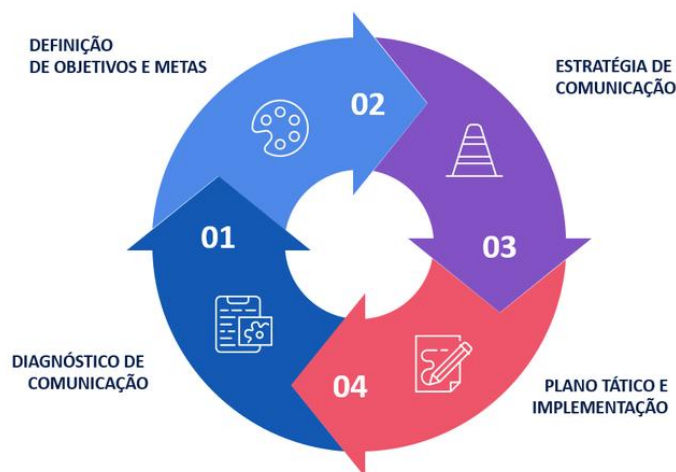 DEFINIÇÃO
DE OBJETIVOS E METAS
02
ESTRATÉGIA DE
COMUNICAÇÃO
01
03
DIAGNÓSTICO DE
COMUNICAÇÃO
04
PLANO TÁTICO E
IMPLEMENTAÇÃO